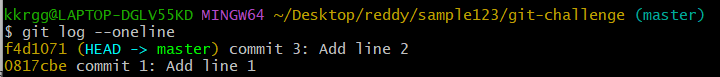 kkrgg@LAPTOP-DGLV55KD MINGW64 ~/Desktop/reddy/sample123/git-challenge (master)
$ git log --oneline
f4d1071 (HEAD -> master) commit 3: Add line 2
0817cbe commit 1: Add line 1